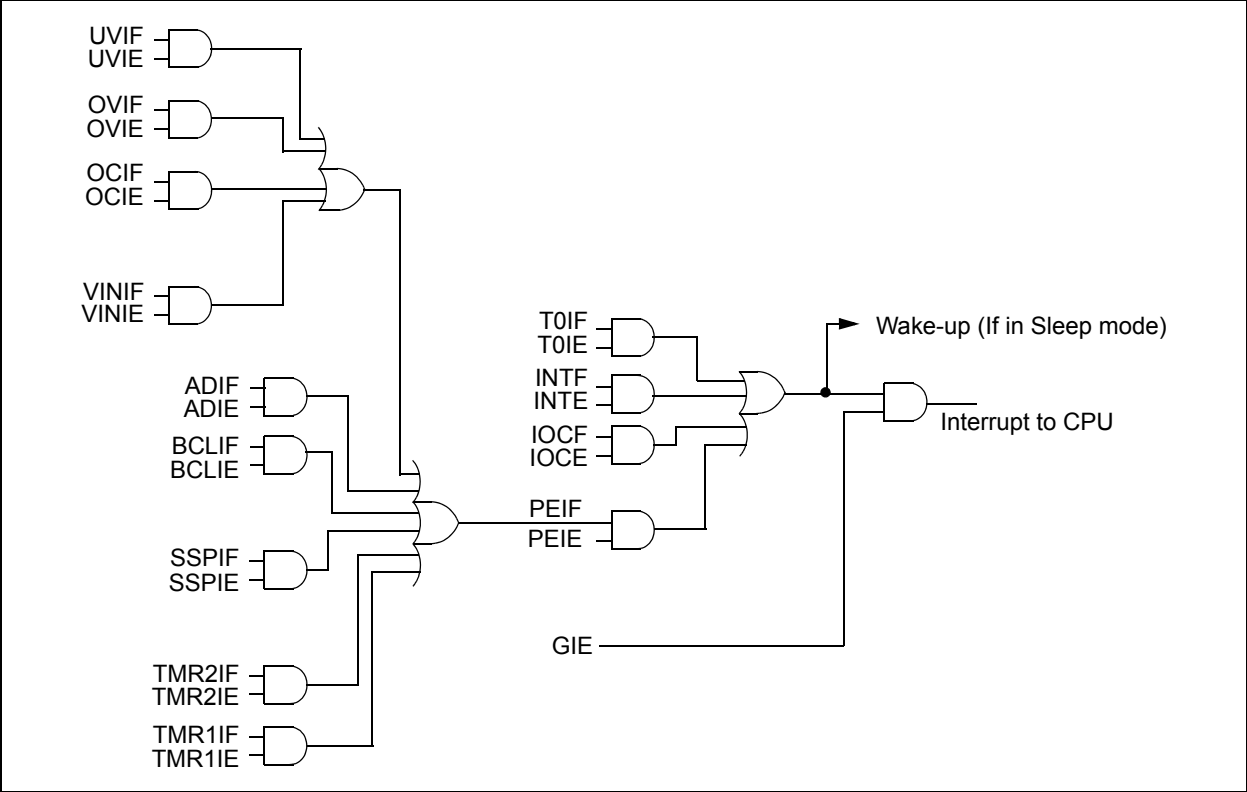 UVIF
UVIE
OVIF
OVIE
OCIF
OCIE
VINIF
VINIE
ADIF
ADIE
BCLIF
BCLIE
SSPIF
SSPIE
TMR2IF
TMR2IE
TMR1IF
TMR1IE
T0IF
T0IE
INTF
INTE
IOCF
IOCE
PEIF
PEIE
GIE
Wake-up (If in Sleep mode)
Interrupt to CPU